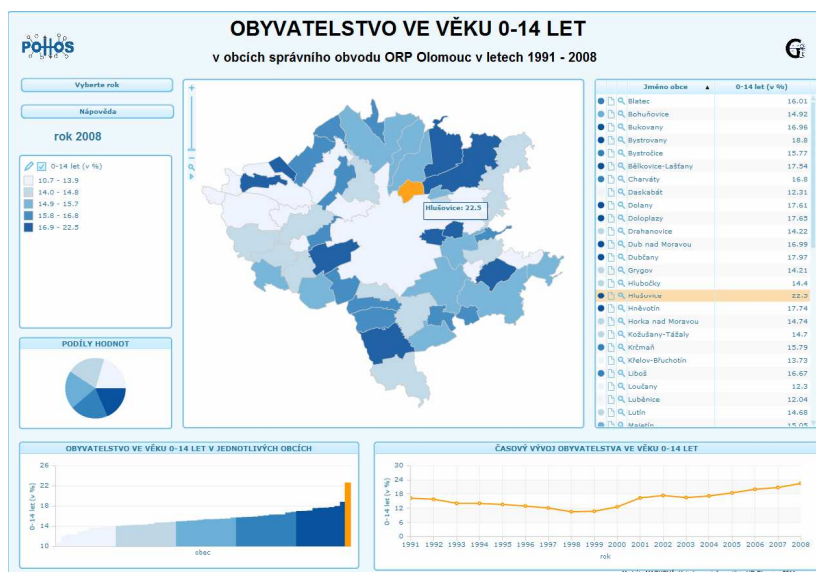 OBYVATELSTVO VE VĚKU 0-14 LET
v obcích správního obvodu ORP Olomouc v letech 1991 - 2008
Vyberte rok
Nápověda
rok 2008
0-14 let (v %)
10.7 - 13.9
14.0 - 14.8
14.9 - 15.7
15.8 - 16.8
16.9 - 22.5
PODÍLY HODNOT
Hlušovice: 22.5
Jméno obce ▲ 0-14 let (v %)
Blatec 16.01
Bohuňovice 14.92
Bukovany 16.96
Bystrovany 18.8
Bystročice 15.77
Bělkovice-Lašťany 17.54
Charváty 16.8
Daskabát 12.31
Dolany 17.61
Doloplazy 17.65
Drahanovice 14.22
Dub nad Moravou 16.99
Dubčany 17.97
Grygov 14.21
Hlubočky 14.4
Hlušovice 22.5
Hněvotín 17.74
Horka nad Moravou 14.74
Kožušany-Tážaly 14.7
Krčmaň 15.79
Křelov-Břuchotín 13.73
Liboš 16.67
Loučany 12.3
Luběnice 12.04
Lutín 14.68
Majetín 15.05
OBYVATELSTVO VE VĚKU 0-14 LET V JEDNOTLIVÝCH OBCÍCH
0-14 let (v %)
26
22
18
14
10
obec
ČASOVÝ VÝVOJ OBYVATELSTVA VE VĚKU 0-14 LET
0-14 let (v %)
30
24
18
12
6
0
1991 1992 1993 1994 1995 1996 1997 1998 1999 2000 2001 2002 2003 2004 2005 2006 2007 2008
rok